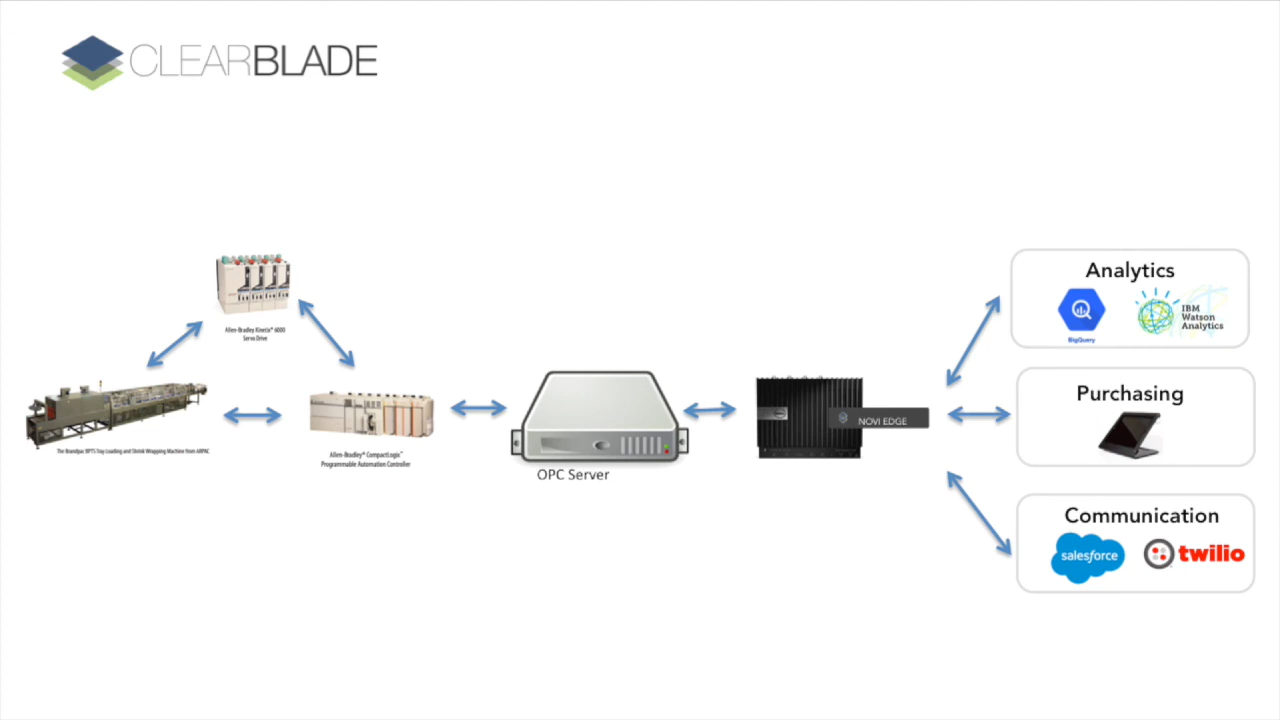 CLEARBLADE
Allen-Bradley Kinetix® 6000
Servo Drive
The Brandpac BPTS Tray Loading and Shrink Wrapping Machine from ARPAC
Allen-Bradley® CompactLogix™
Programmable Automation Controller
OPC Server
NOVI EDGE
Analytics
BigQuery
IBM
Watson
Analytics
Purchasing
Communication
salesforce
twilio